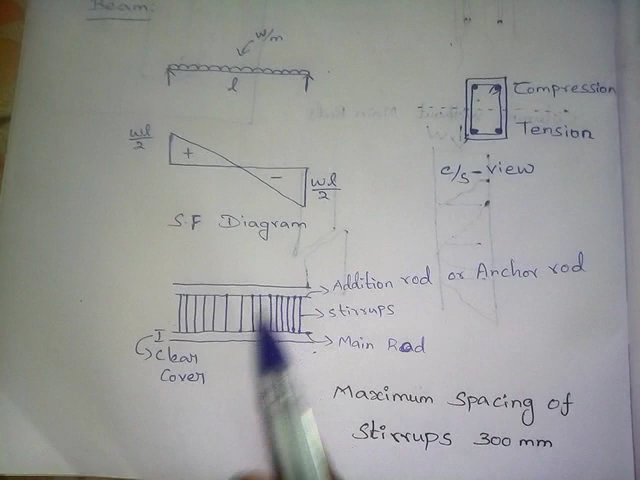 Beam:
w/m
l
Compression
Tension
c/s-view
wl/2
+
-
wl/2
S.F Diagram
Addition rod or Anchor rod
stirrups
Main Rod
I
Clear
Cover
Maximum Spacing of
Stirrups 300 mm